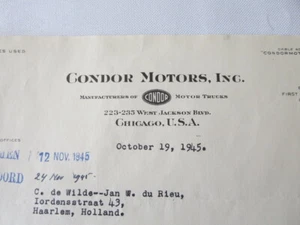 CONDOR MOTORS, INC.
MANUFACTURERS OF CONDOR MOTOR TRUCKS
223-235 WEST JACKSON BLVD.
CHICAGO, U.S.A.
October 19, 1945.
12 NOV. 1945
24 Nov 1945
C. de Wilde--Jan W. du Rieu,
Iordensstraat 43,
Haarlem, Holland.